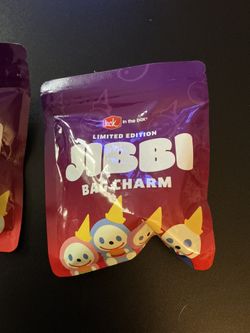 Jack in the box
LIMITED EDITION
JIBBI
BAG CHARM